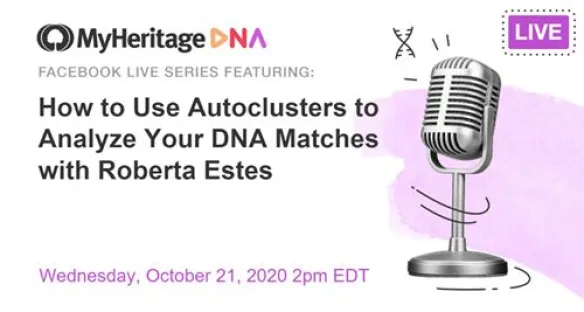 MyHeritage DNA
LIVE
FACEBOOK LIVE SERIES FEATURING:
How to Use Autoclusters to
Analyze Your DNA Matches
with Roberta Estes
Wednesday, October 21, 2020 2pm EDT